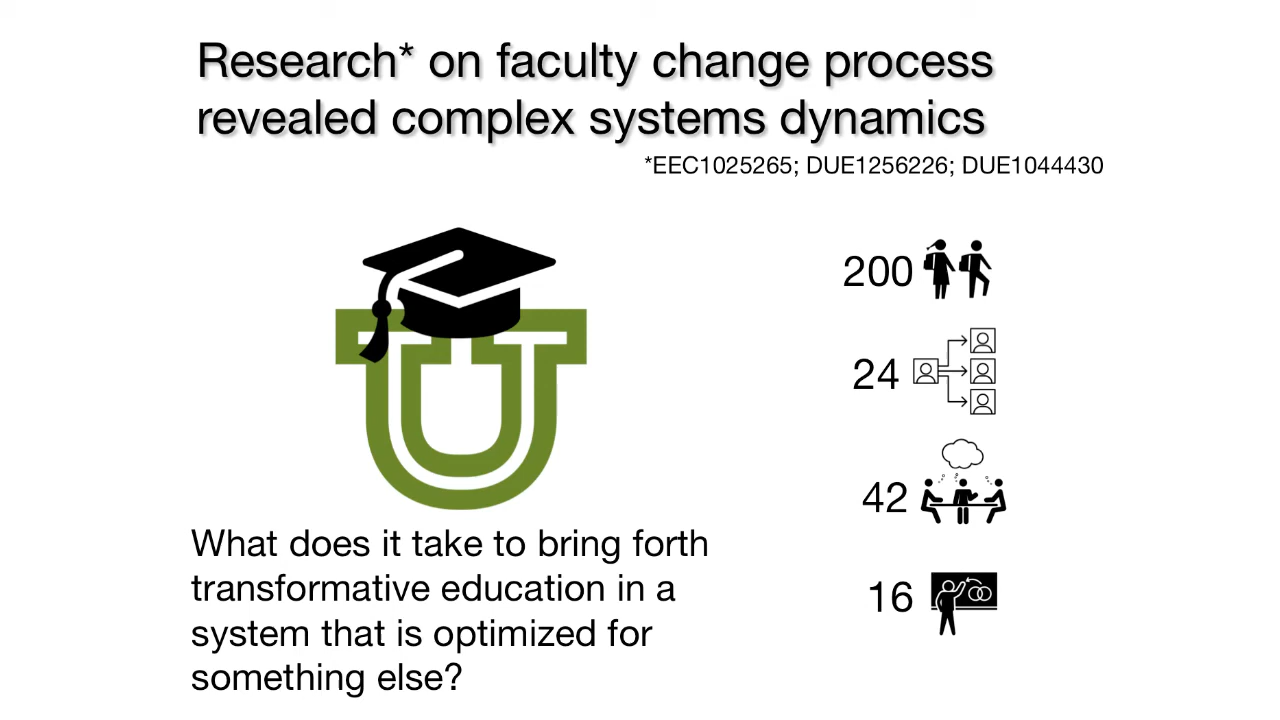 Research* on faculty change process
revealed complex systems dynamics
*EEC1025265; DUE1256226; DUE1044430
U
What does it take to bring forth
transformative education in a
system that is optimized for
something else?
200
24
42
16